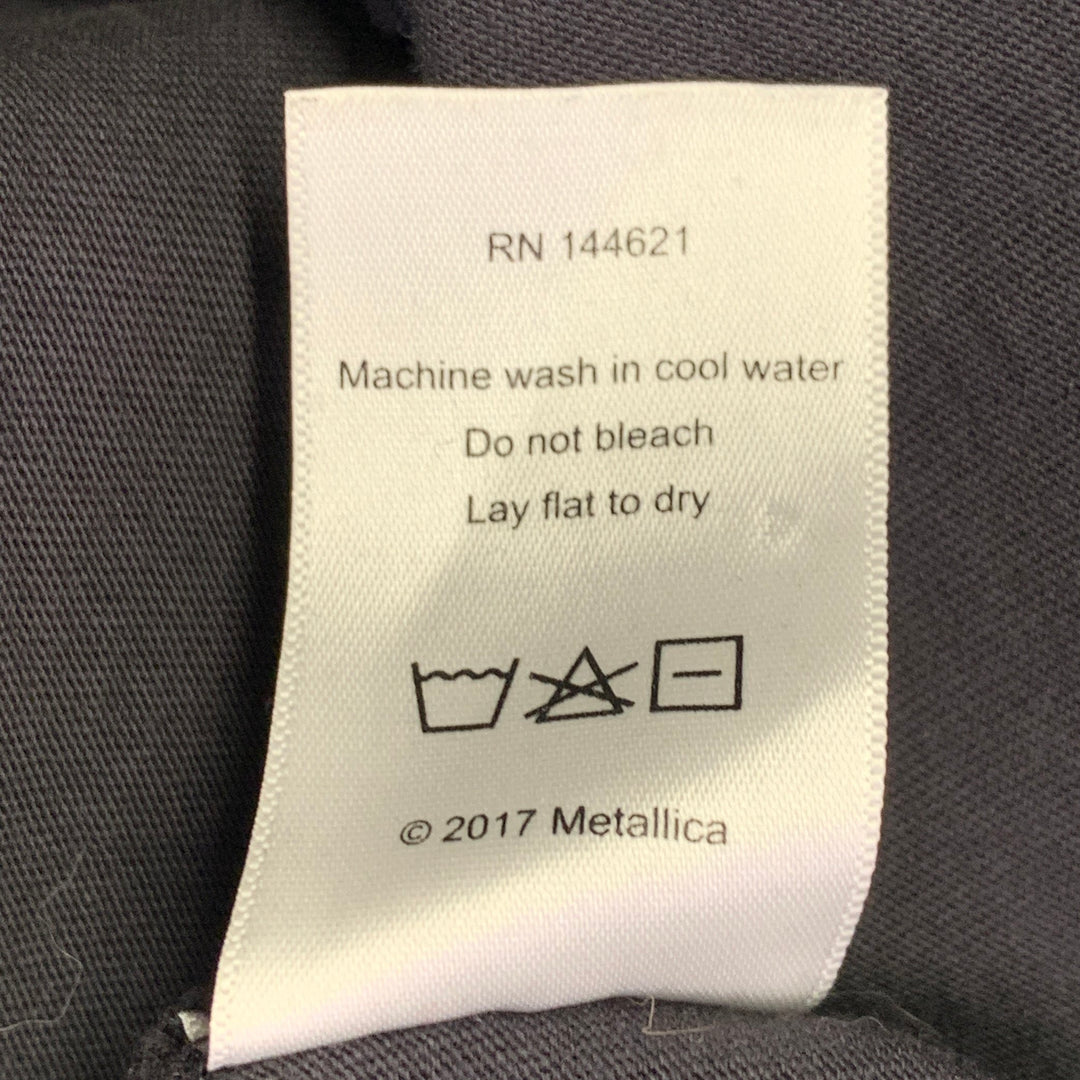 RN 144621
Machine wash in cool water
Do not bleach
Lay flat to dry
© 2017 Metallica